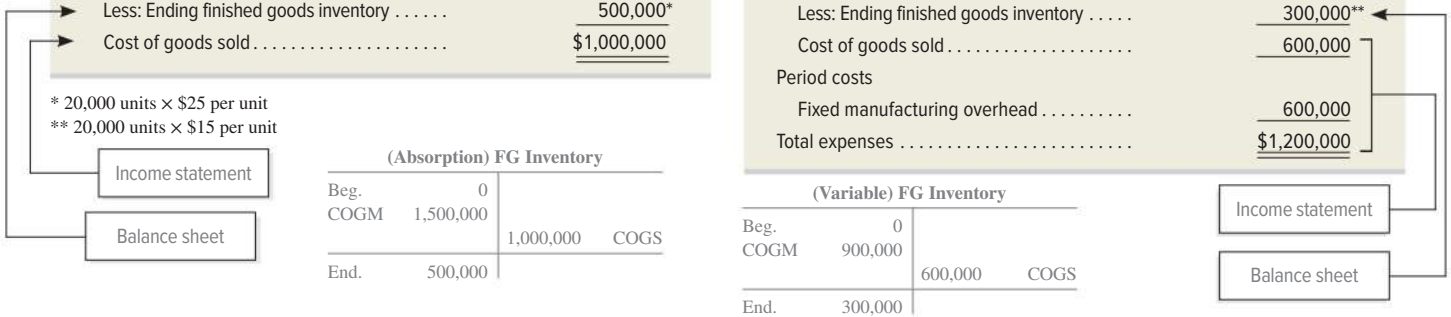 Less: Ending finished goods inventory . . . . . . 500,000*
Cost of goods sold . . . . . . . . . . . . . . . . . . . . . $1,000,000
* 20,000 units × $25 per unit
** 20,000 units × $15 per unit
Income statement
Balance sheet
(Absorption) FG Inventory
Beg. 0
COGM 1,500,000
1,000,000 COGS
End. 500,000
Less: Ending finished goods inventory . . . . . 300,000**
Cost of goods sold . . . . . . . . . . . . . . . . . . . . 600,000
Period costs
Fixed manufacturing overhead . . . . . . . . . . 600,000
Total expenses . . . . . . . . . . . . . . . . . . . . . . . . . $1,200,000
(Variable) FG Inventory
Beg. 0
COGM 900,000
600,000 COGS
End. 300,000
Income statement
Balance sheet